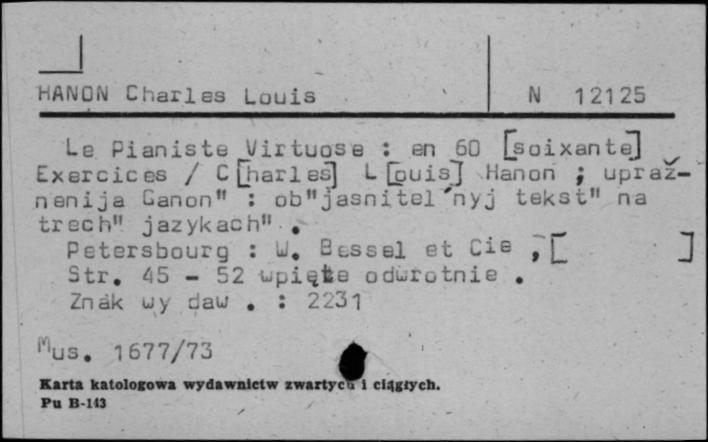 HANON Charles Louis N 12125
Le Pianiste Virtuose : en 60 [soixante]
Exercices / C[harles] L[ouis] Hanon ; upraž-
nenija Ganon" : ob"jasnitel'nyj tekst" na
trech" jazykach" .
Petersbourg : W. Bessel et Cie , [ ]
Str. 45 - 52 wpięte odwrotnie .
Znak wy daw . : 2231
Mus. 1677/73
Karta katologowa wydawnictw zwartych i ciągłych.
Pu B-143